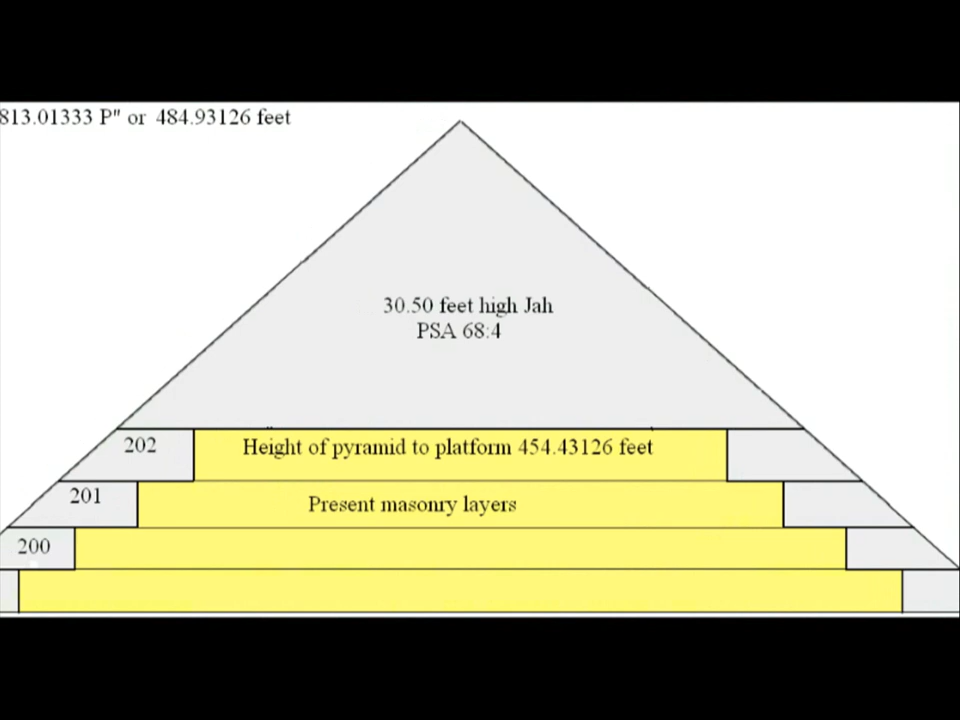 813.01333 P" or 484.93126 feet
30.50 feet high Jah
PSA 68:4
202
Height of pyramid to platform 454.43126 feet
201
Present masonry layers
200